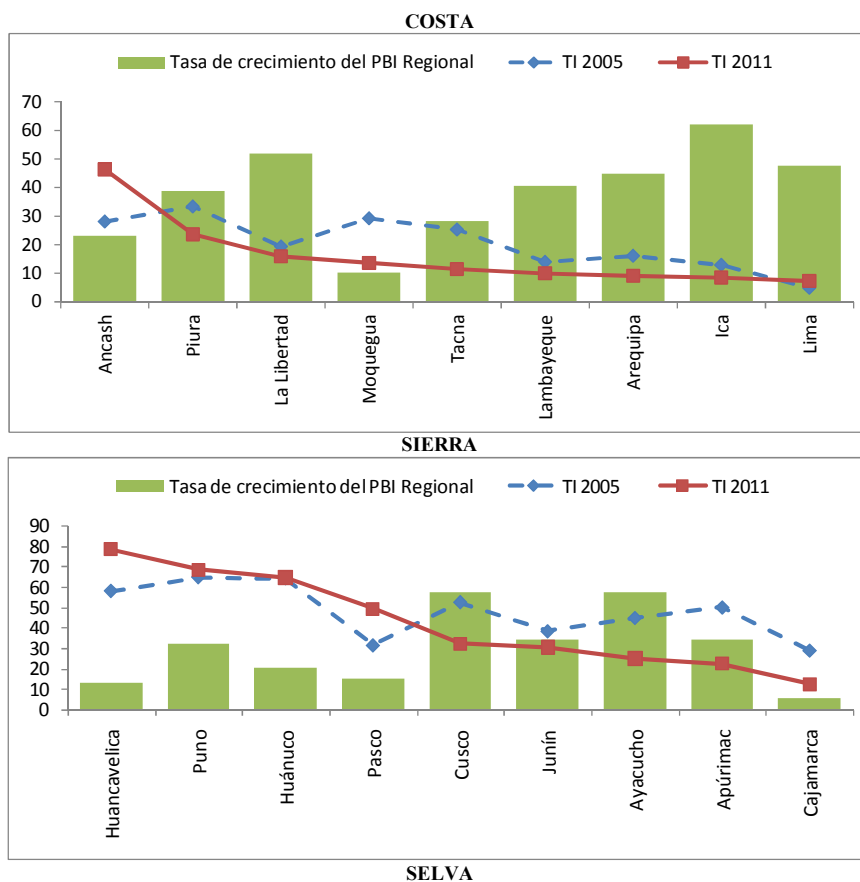 COSTA
Tasa de crecimiento del PBI Regional TI 2005 TI 2011
70
60
50
40
30
20
10
0
Ancash Piura La Libertad Moquegua Tacna Lambayeque Arequipa Ica Lima
SIERRA
Tasa de crecimiento del PBI Regional TI 2005 TI 2011
90
80
70
60
50
40
30
20
10
0
Huancavelica Puno Huánuco Pasco Cusco Junín Ayacucho Apúrimac Cajamarca
SELVA